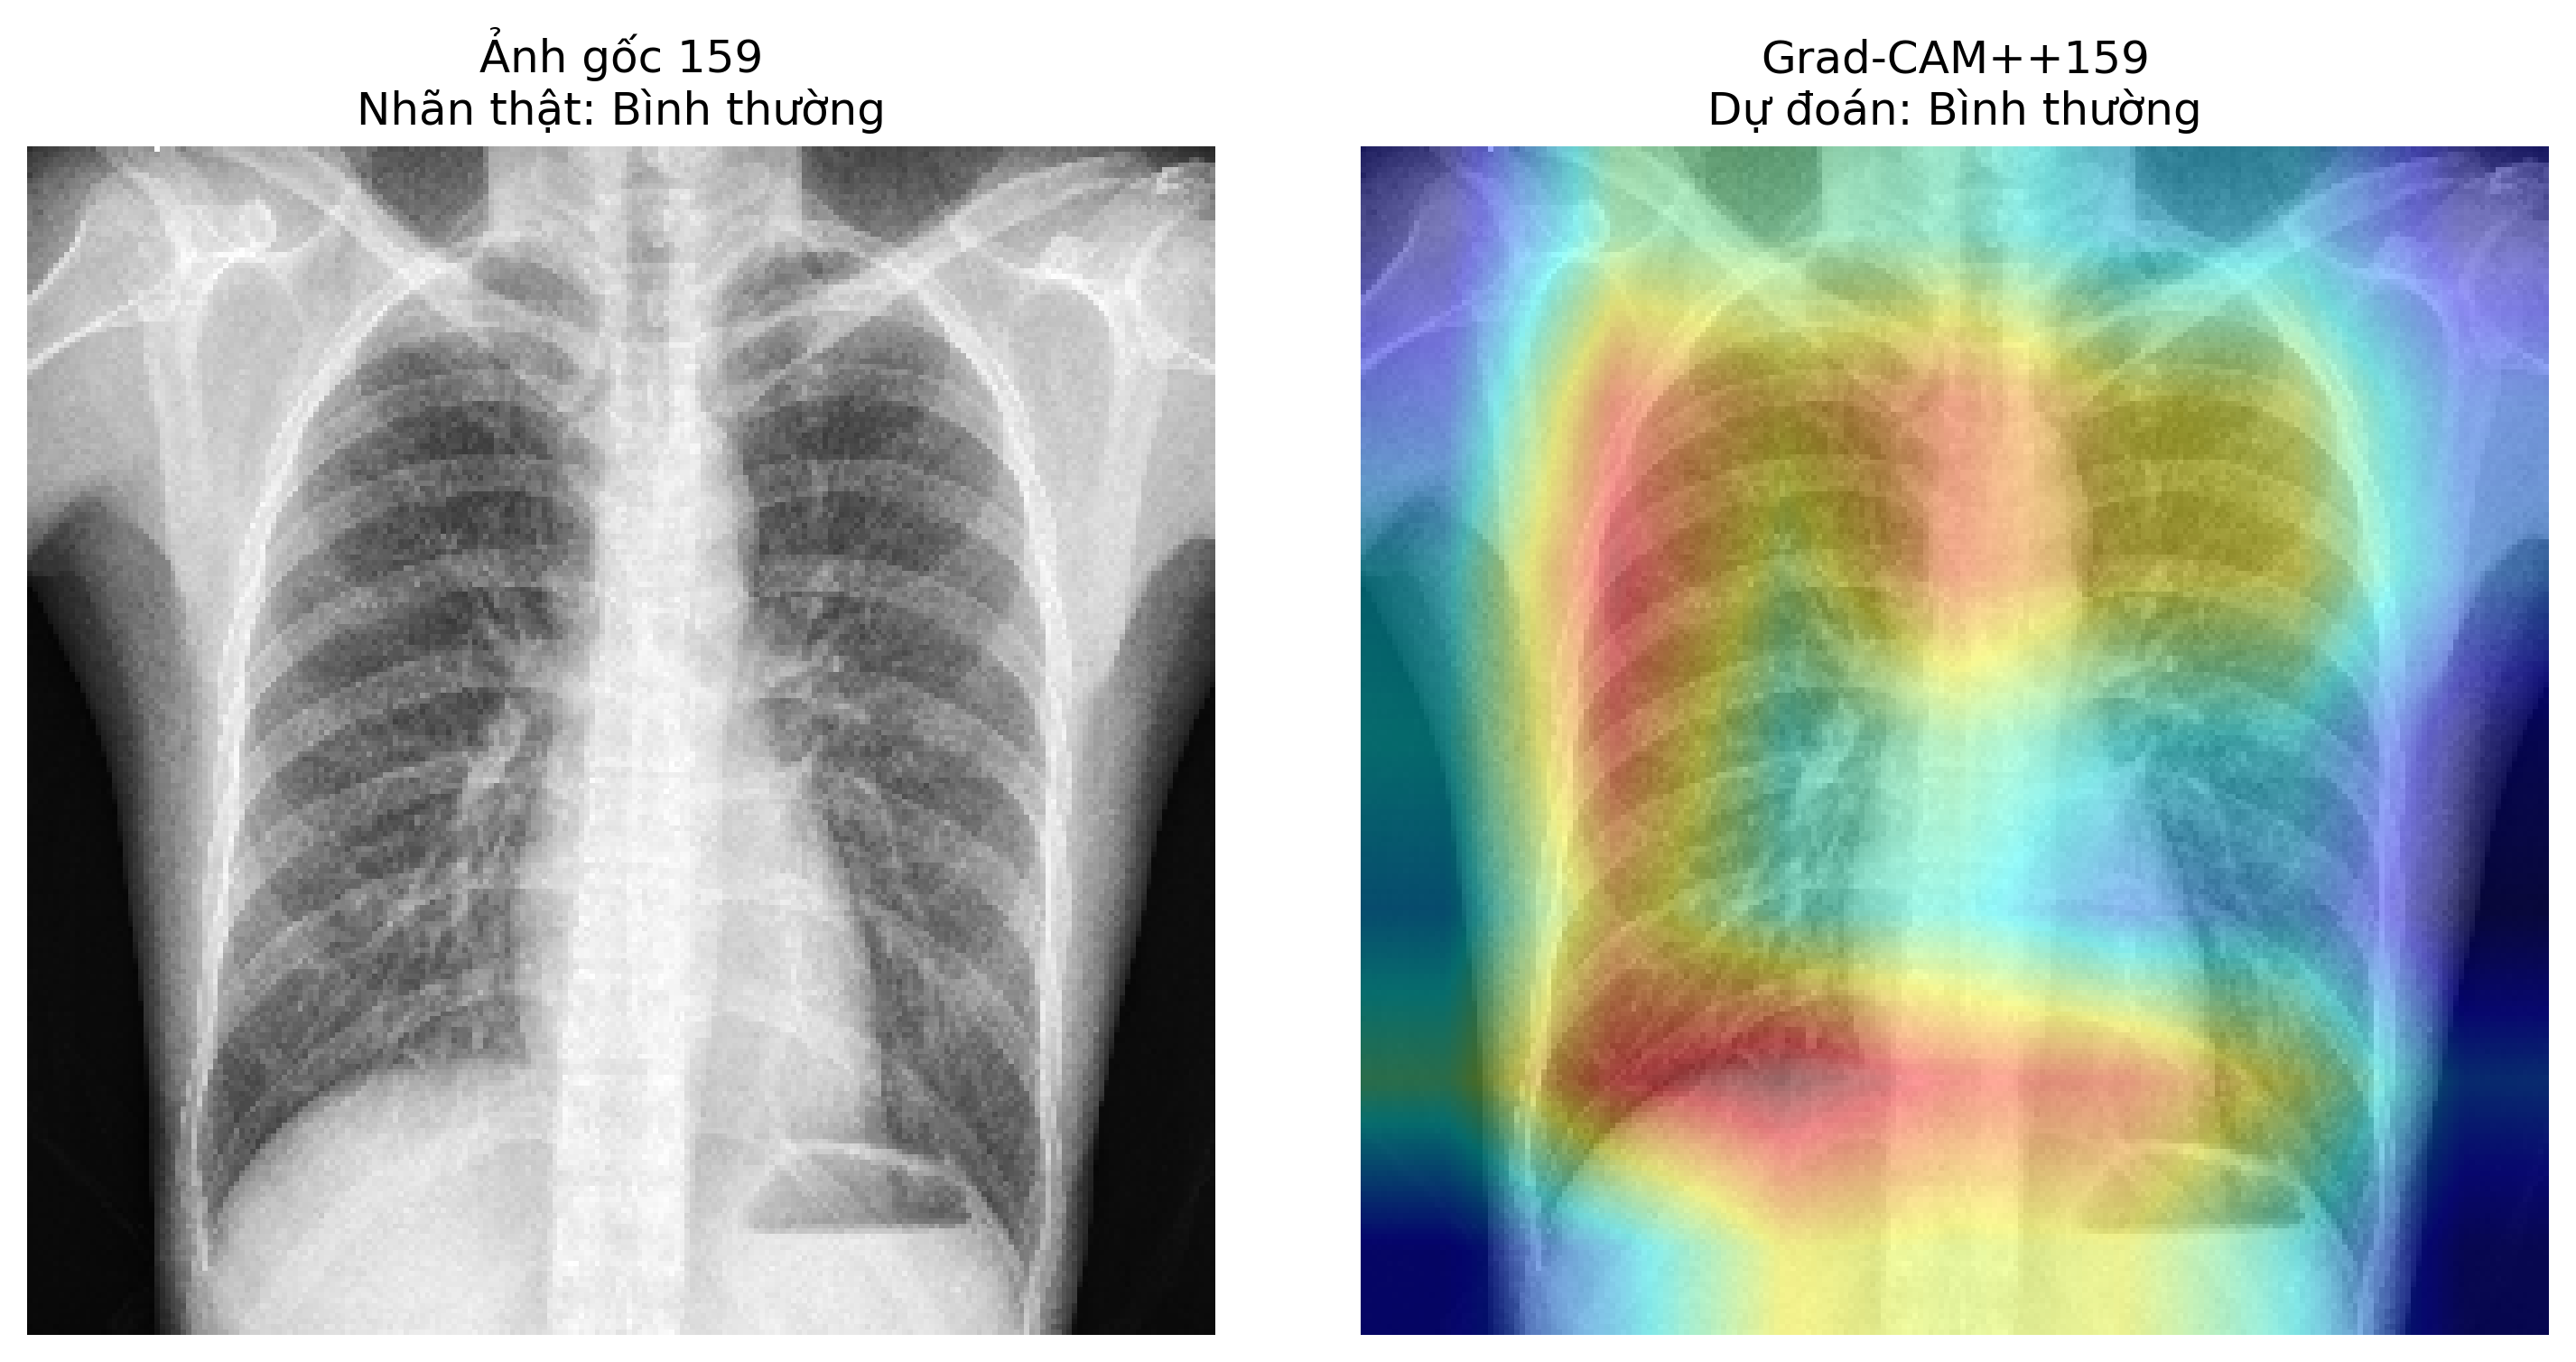 Ảnh gốc 159
Nhãn thật: Bình thường
Grad-CAM++159
Dự đoán: Bình thường